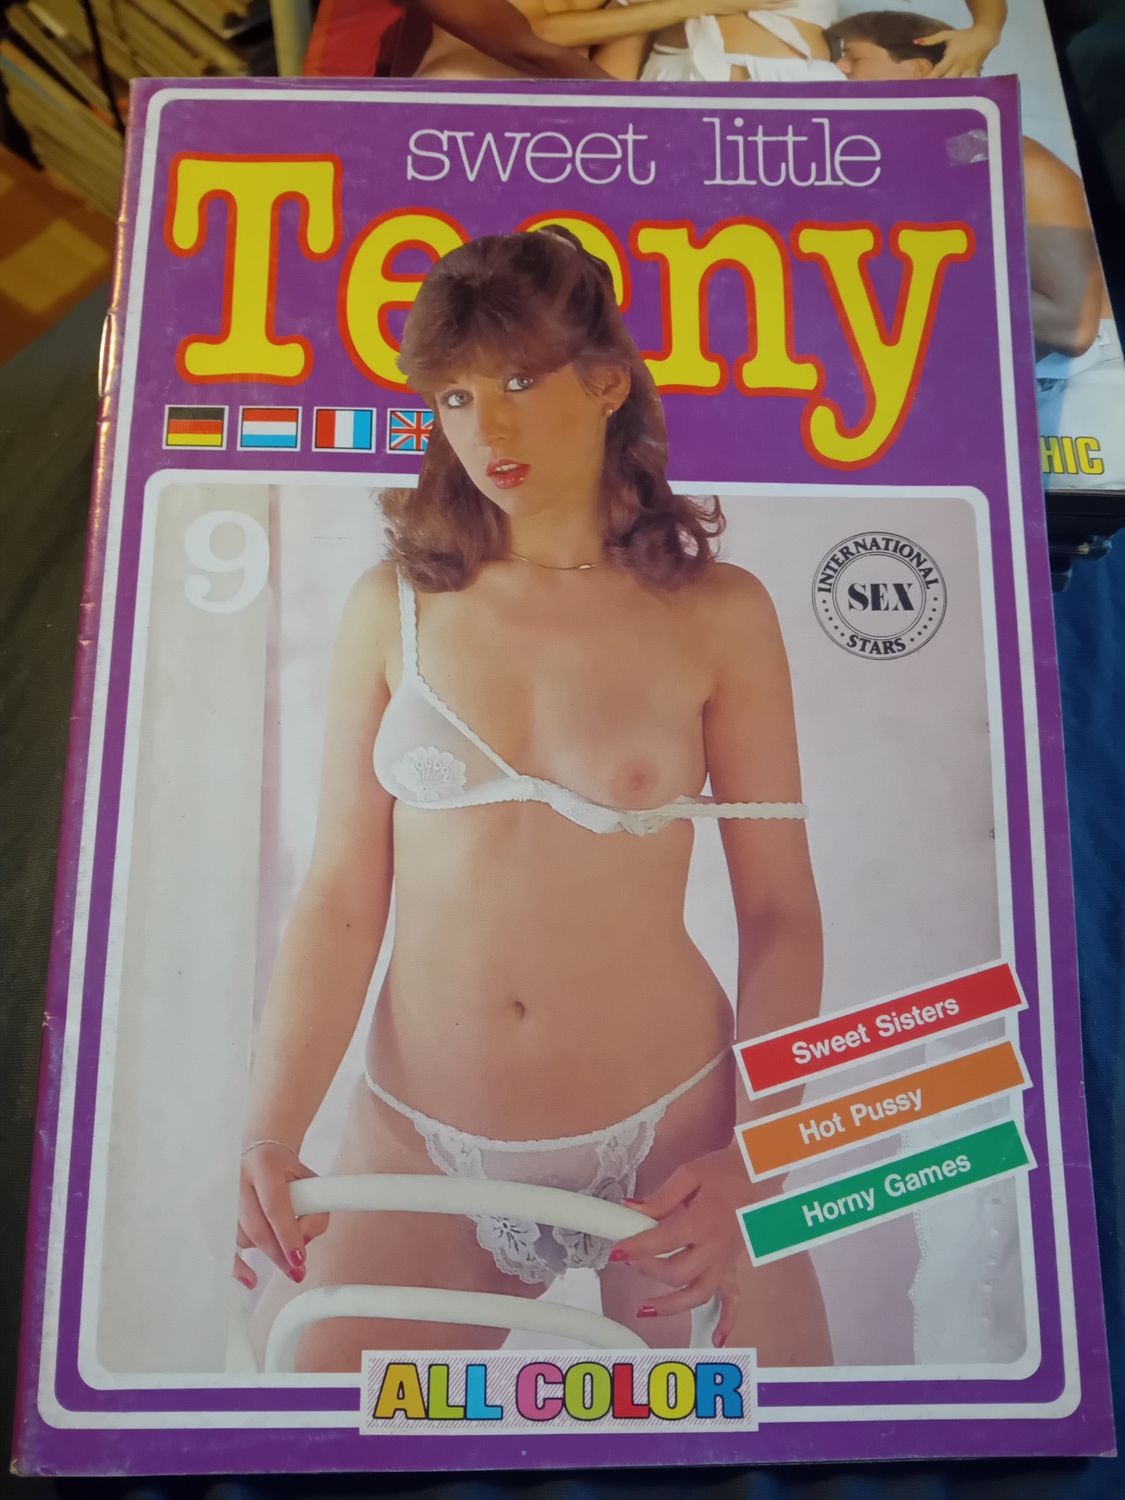 sweet little
Teeny
9
INTERNATIONAL
SEX
STARS
Sweet Sisters
Hot Pussy
Horny Games
ALL COLOR